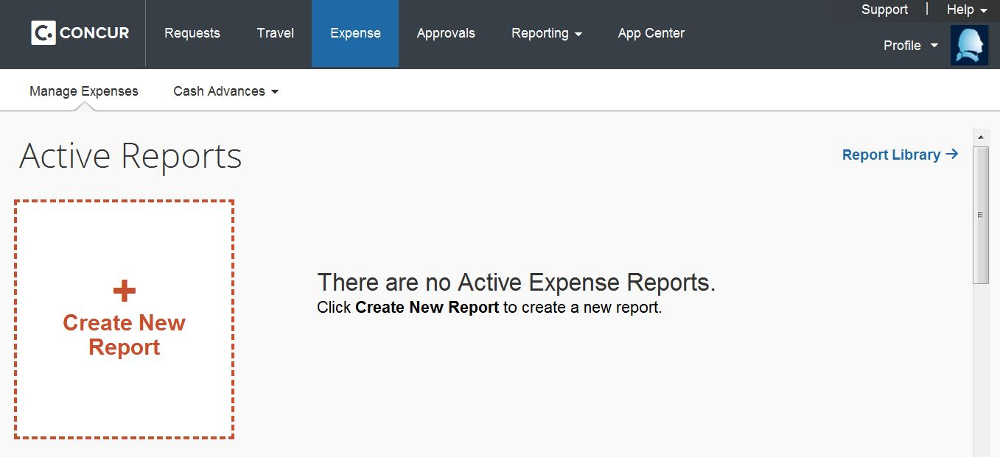 Support | Help
CONCUR Requests Travel Expense Approvals Reporting App Center
Profile
Manage Expenses Cash Advances
Active Reports
Report Library →
+
Create New
Report
There are no Active Expense Reports.
Click Create New Report to create a new report.